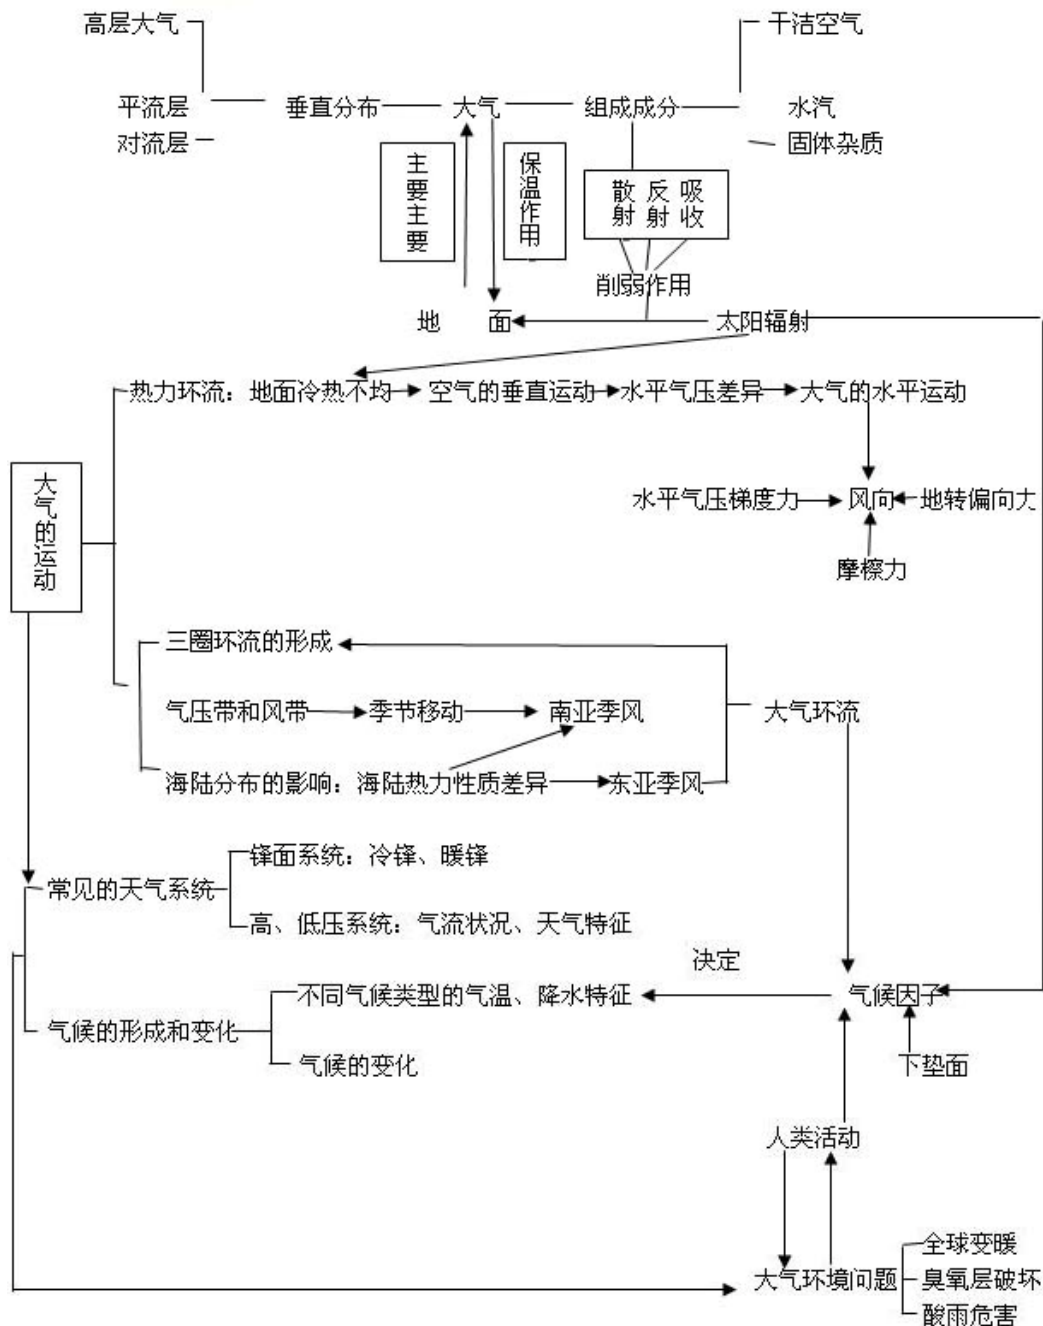 高层大气 干洁空气
平流层 垂直分布 大气 组成成分 水汽
对流层 固体杂质
主要主要
保温作用
散射 反射 吸收
削弱作用
地 面 太阳辐射
热力环流：地面冷热不均 空气的垂直运动 水平气压差异 大气的水平运动
大气的运动
水平气压梯度力 风向 地转偏向力
摩檫力
三圈环流的形成
气压带和风带 季节移动 南亚季风 大气环流
海陆分布的影响：海陆热力性质差异 东亚季风
锋面系统：冷锋、暖锋
常见的天气系统
高、低压系统：气流状况、天气特征
决定
不同气候类型的气温、降水特征 气候因子
气候的形成和变化
气候的变化 下垫面
人类活动
全球变暖
大气环境问题 臭氧层破坏
酸雨危害